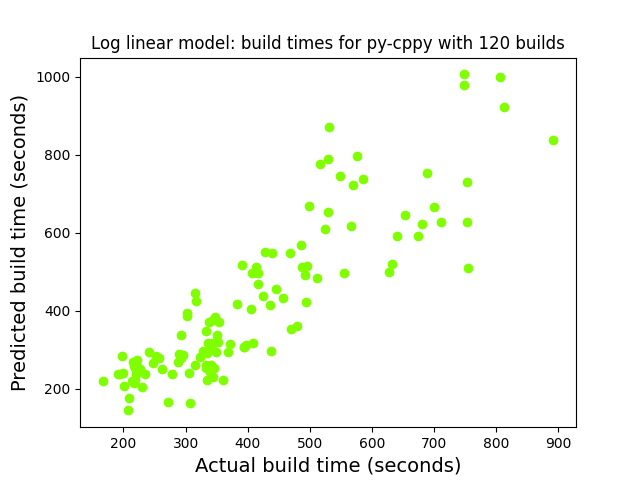 Log linear model: build times for py-cppy with 120 builds
1000
800
600
400
200
Predicted build time (seconds)
200 300 400 500 600 700 800 900
Actual build time (seconds)